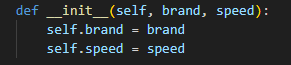 def __init__(self, brand, speed):
    self.brand = brand
    self.speed = speed